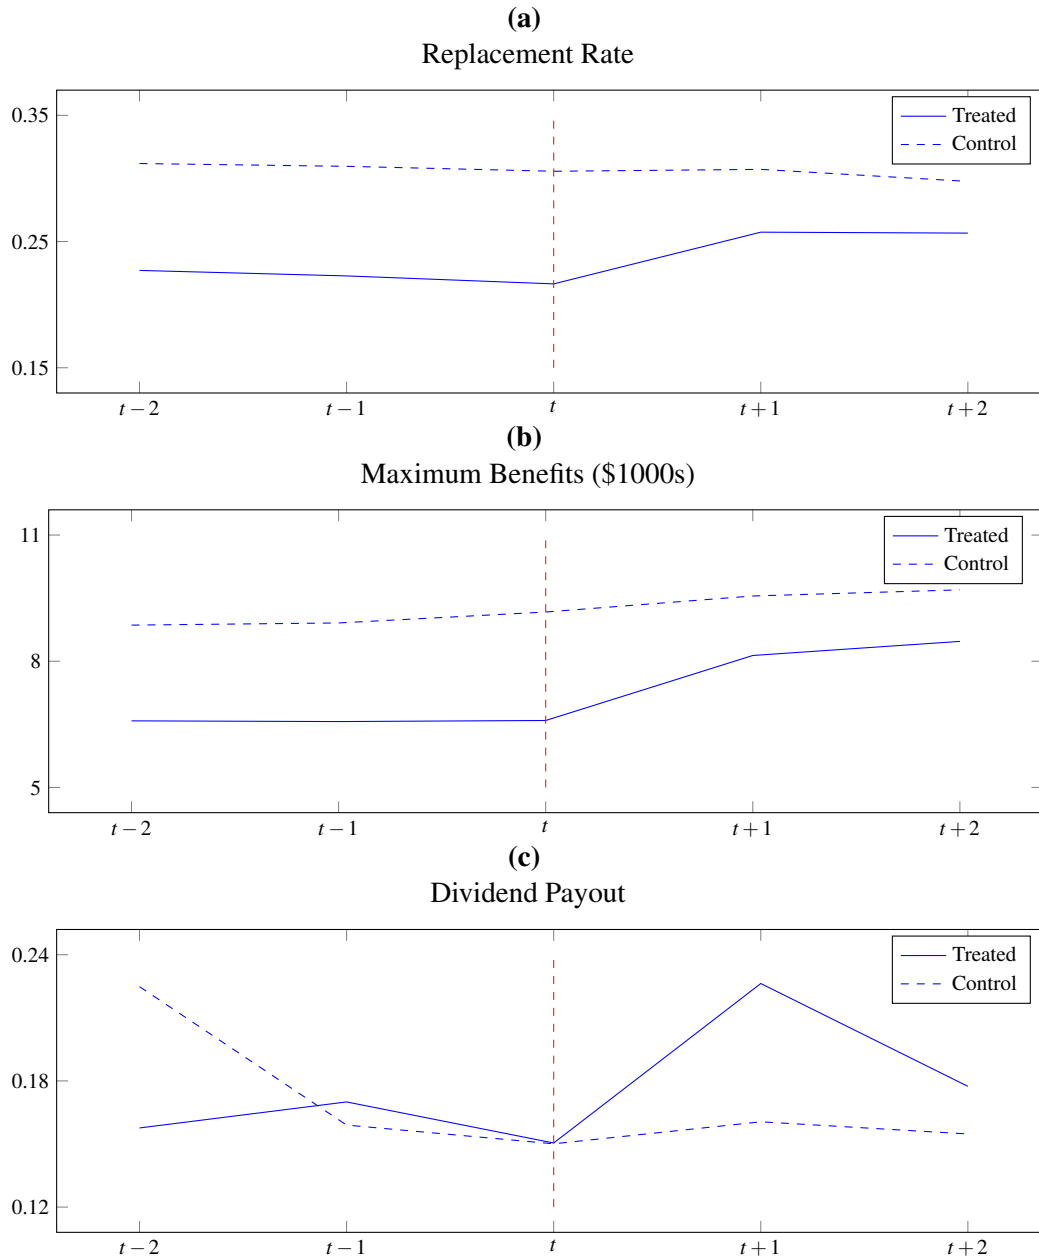 (a)
Replacement Rate
0.35
0.25
0.15
Treated
Control
t − 2
t − 1
t
t + 1
t + 2
(b)
Maximum Benefits ($1000s)
11
8
5
Treated
Control
t − 2
t − 1
t
t + 1
t + 2
(c)
Dividend Payout
0.24
0.18
0.12
Treated
Control
t − 2
t − 1
t
t + 1
t + 2